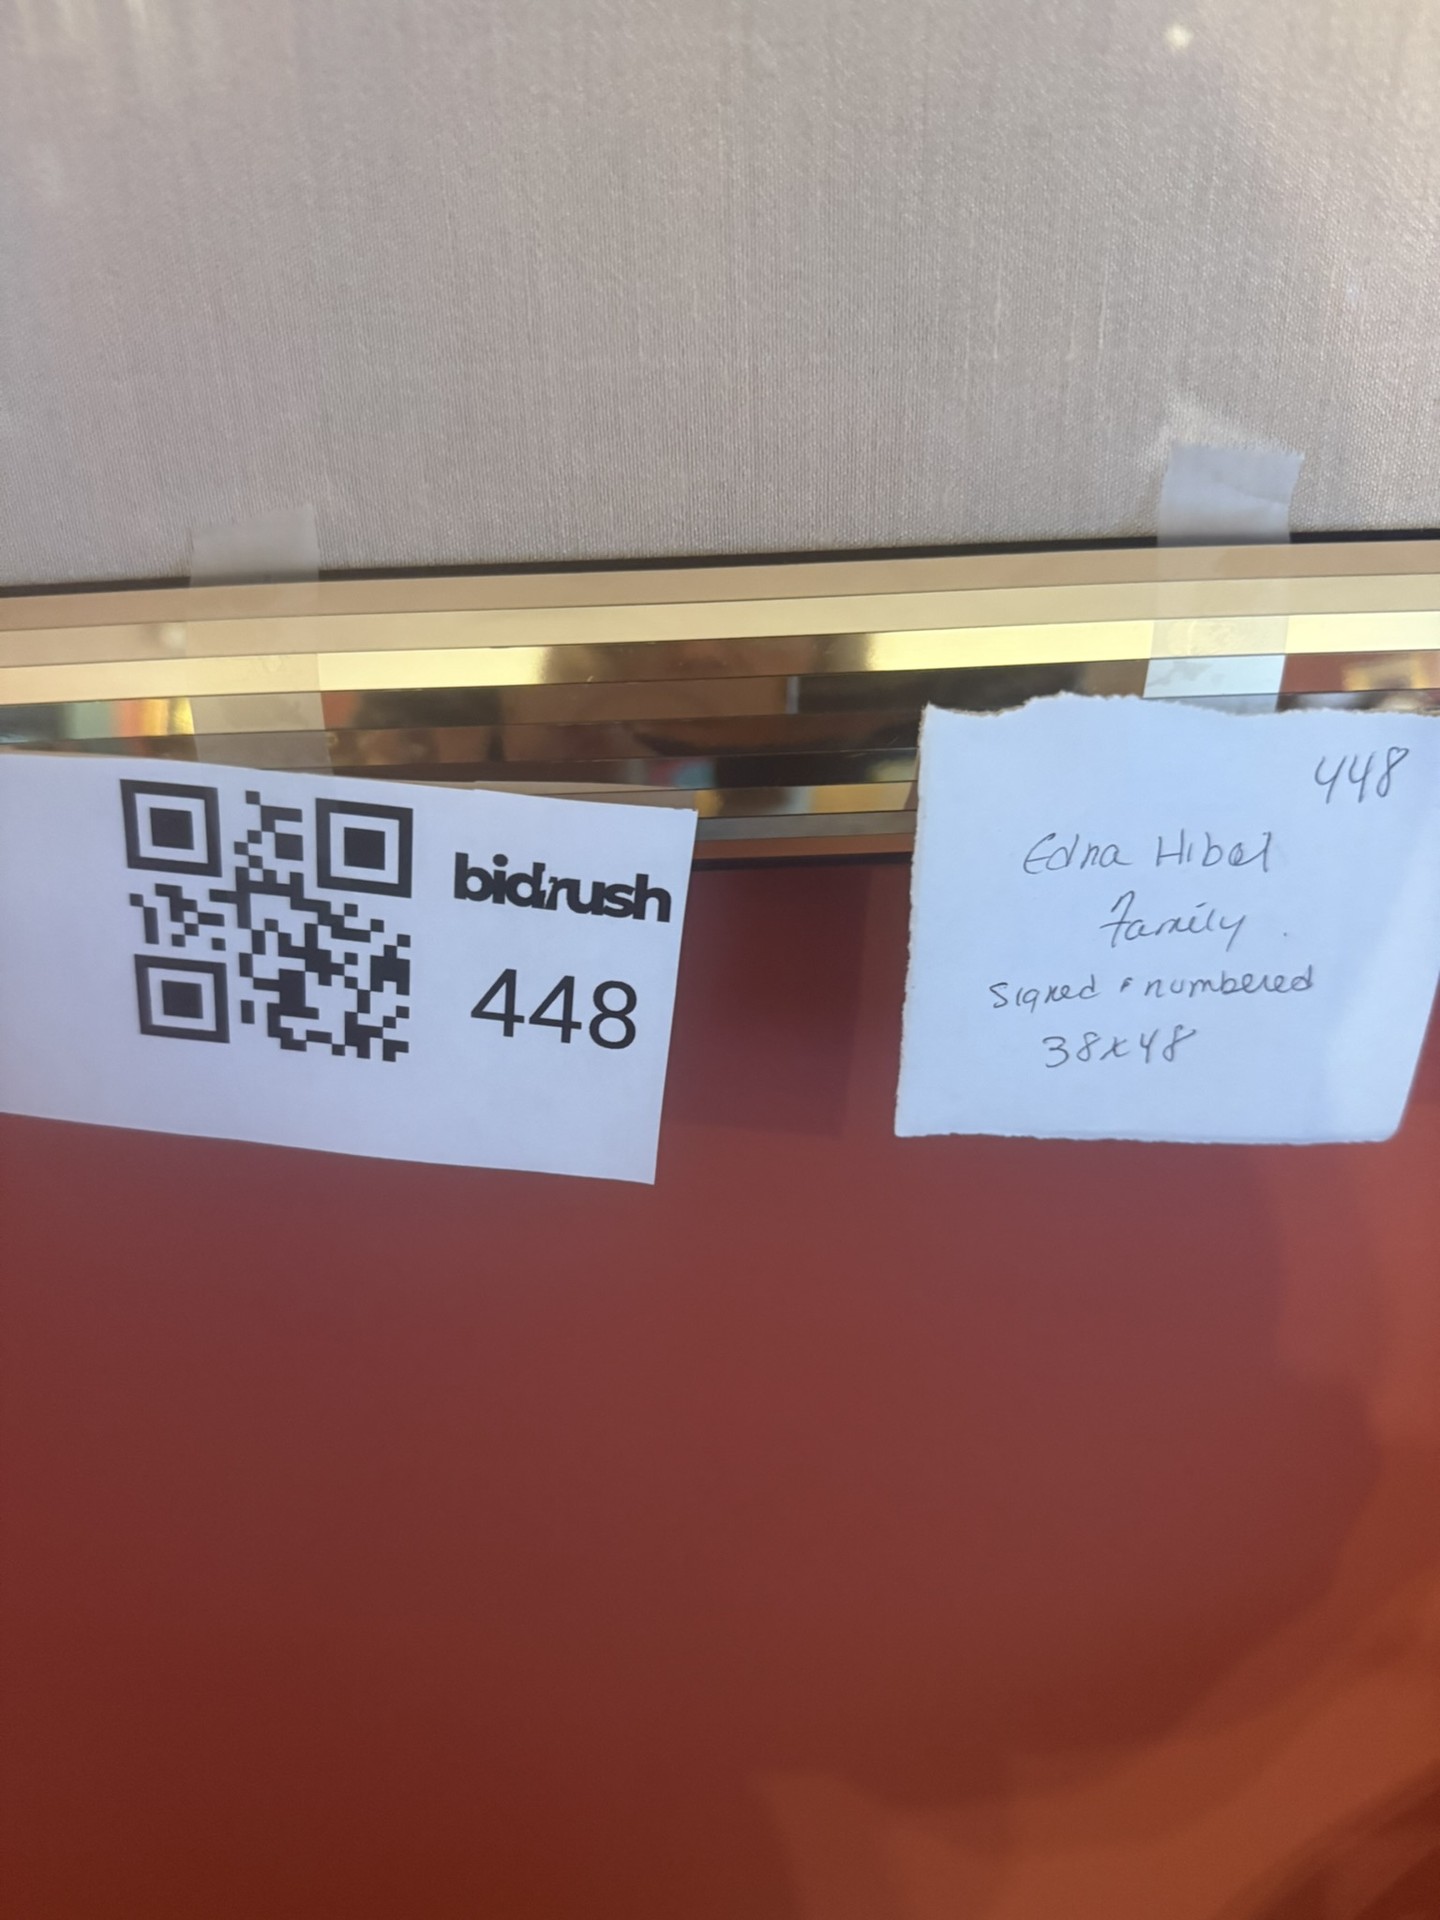 bidrush
448
448
Edna Hibel
Family
Signed & numbered
38x48